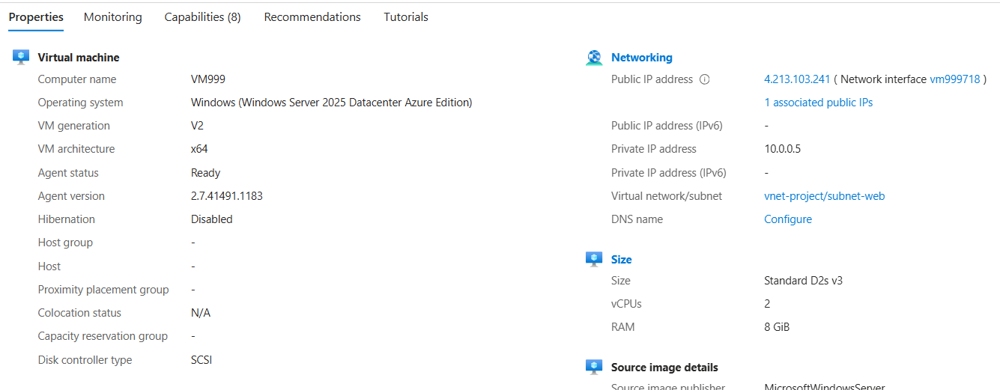 Properties Monitoring Capabilities (8) Recommendations Tutorials
Virtual machine
Computer name VM999
Operating system Windows (Windows Server 2025 Datacenter Azure Edition)
VM generation V2
VM architecture x64
Agent status Ready
Agent version 2.7.41491.1183
Hibernation Disabled
Host group -
Host -
Proximity placement group -
Colocation status N/A
Capacity reservation group -
Disk controller type SCSI
Networking
Public IP address 4.213.103.241 ( Network interface vm999718 )
1 associated public IPs
Public IP address (IPv6) -
Private IP address 10.0.0.5
Private IP address (IPv6) -
Virtual network/subnet vnet-project/subnet-web
DNS name Configure
Size
Size Standard D2s v3
vCPUs 2
RAM 8 GiB
Source image details
Source image publisher MicrosoftWindowsServer